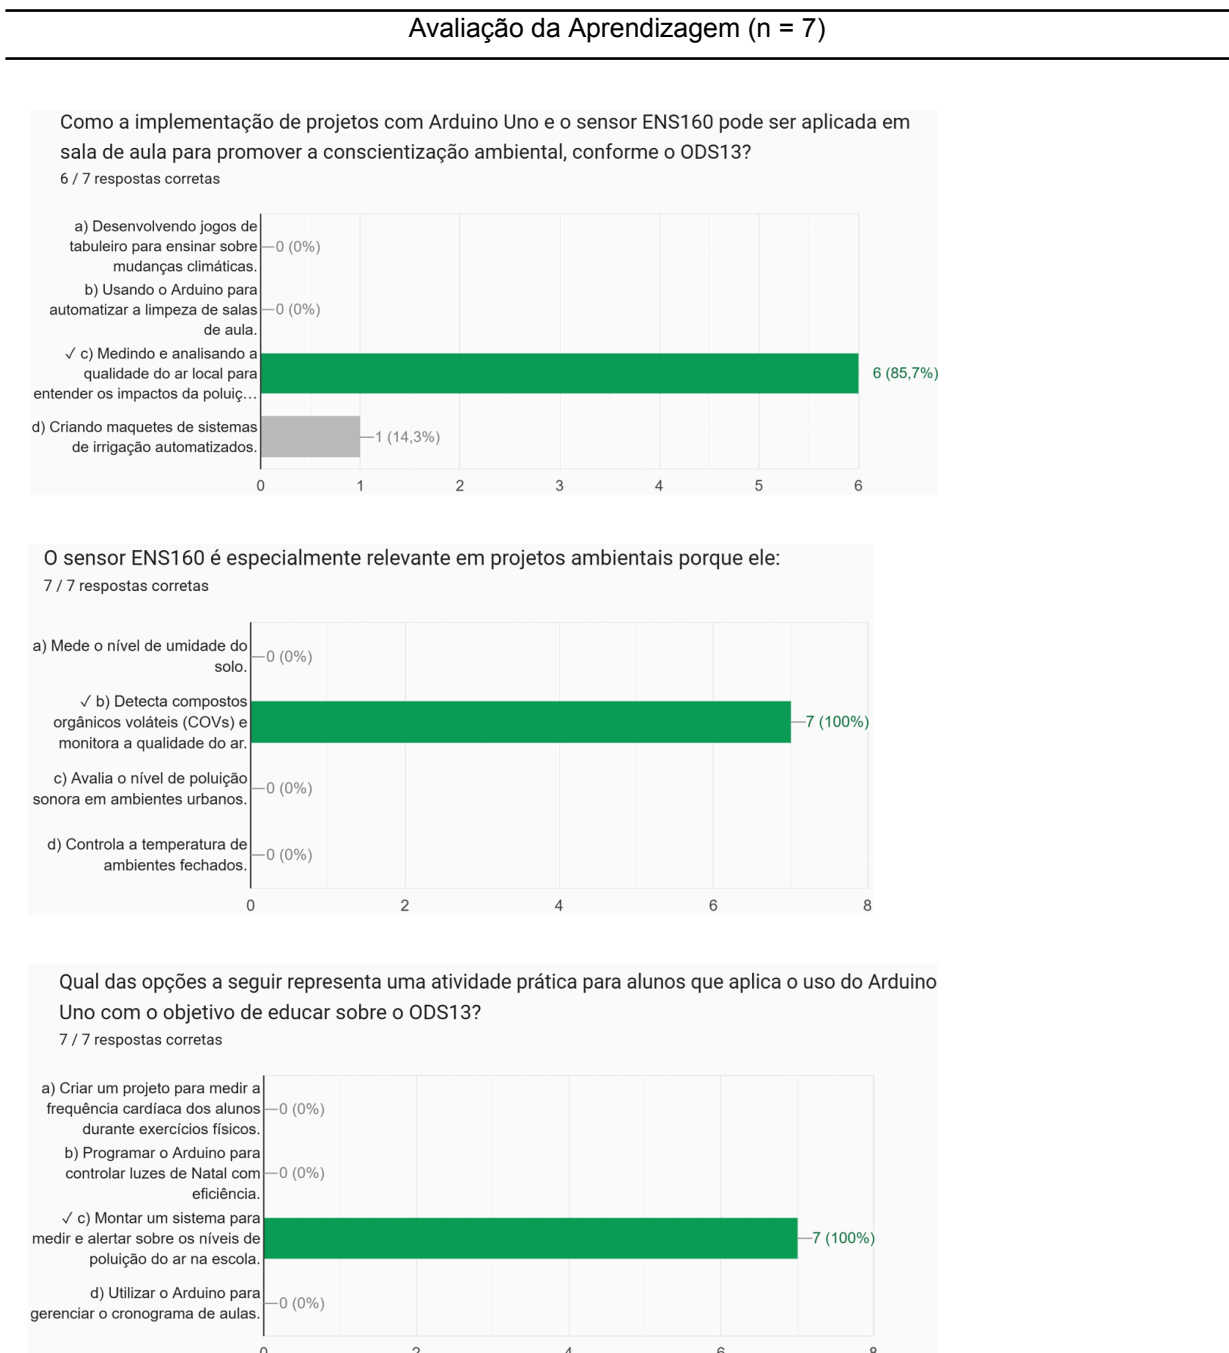 Avaliação da Aprendizagem (n = 7)
Como a implementação de projetos com Arduino Uno e o sensor ENS160 pode ser aplicada em
sala de aula para promover a conscientização ambiental, conforme o ODS13?
6 / 7 respostas corretas
a) Desenvolvendo jogos de
tabuleiro para ensinar sobre
mudanças climáticas.
0 (0%)
b) Usando o Arduino para
automatizar a limpeza de salas
de aula.
0 (0%)
✓ c) Medindo e analisando a
qualidade do ar local para
entender os impactos da poluiç…
6 (85,7%)
d) Criando maquetes de sistemas
de irrigação automatizados.
1 (14,3%)
0 1 2 3 4 5 6
O sensor ENS160 é especialmente relevante em projetos ambientais porque ele:
7 / 7 respostas corretas
a) Mede o nível de umidade do
solo.
0 (0%)
✓ b) Detecta compostos
orgânicos voláteis (COVs) e
monitora a qualidade do ar.
7 (100%)
c) Avalia o nível de poluição
sonora em ambientes urbanos.
0 (0%)
d) Controla a temperatura de
ambientes fechados.
0 (0%)
0 2 4 6 8
Qual das opções a seguir representa uma atividade prática para alunos que aplica o uso do Arduino
Uno com o objetivo de educar sobre o ODS13?
7 / 7 respostas corretas
a) Criar um projeto para medir a
frequência cardíaca dos alunos
durante exercícios físicos.
0 (0%)
b) Programar o Arduino para
controlar luzes de Natal com
eficiência.
0 (0%)
✓ c) Montar um sistema para
medir e alertar sobre os níveis de
poluição do ar na escola.
7 (100%)
d) Utilizar o Arduino para
gerenciar o cronograma de aulas.
0 (0%)
0 2 4 6 8